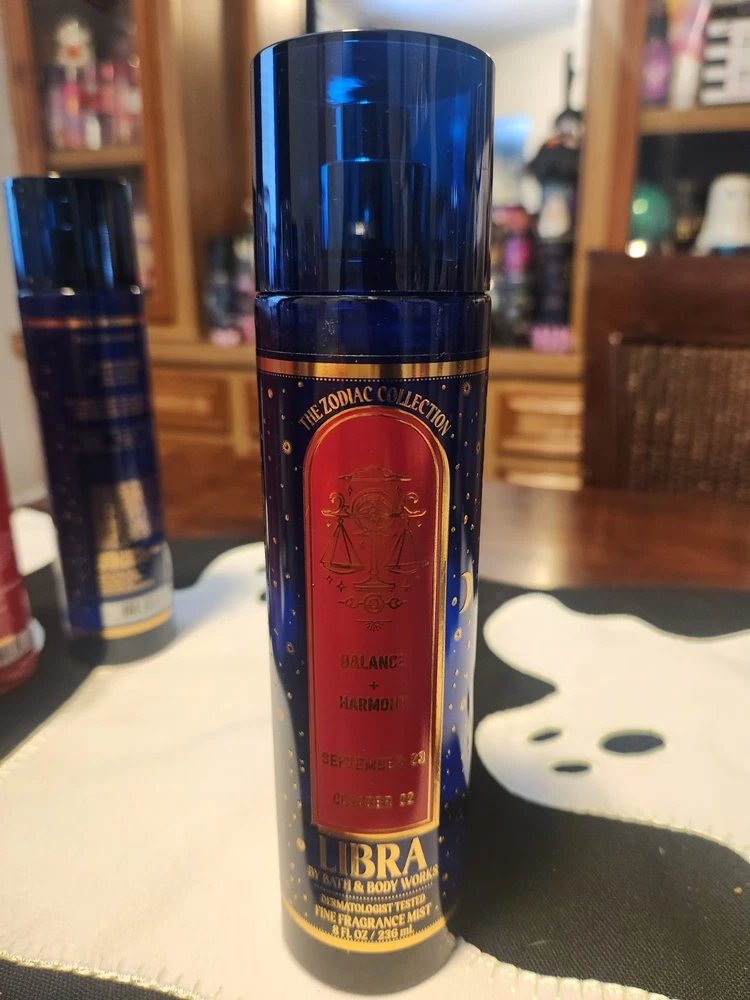 THE ZODIAC COLLECTION
BALANCE
+
HARMONY
SEPTEMBER 23
OCTOBER 22
LIBRA
BY BATH & BODY WORKS
DERMATOLOGIST TESTED
FINE FRAGRANCE MIST
8 FL OZ / 236 mL